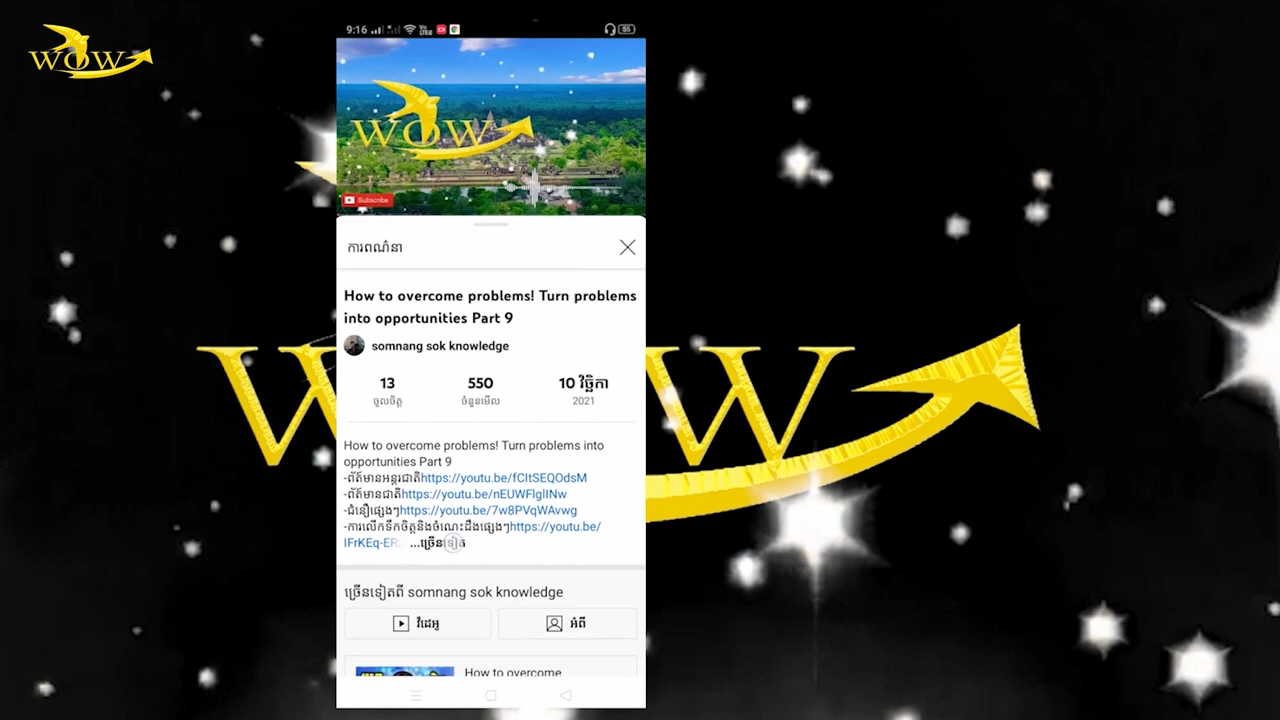 WOW
9:16
55
WOW
Subscribe
ការពណ៌នា
How to overcome problems! Turn problems
into opportunities Part 9
somnang sok knowledge
13
550
10 វិច្ឆិកា
ចូលចិត្ត
ចំនួនមើល
2021
How to overcome problems! Turn problems into
opportunities Part 9
-ព័ត៌មានអន្តរជាតិhttps://youtu.be/fCItSEQOdsM
-ព័ត៌មានជាតិhttps://youtu.be/nEUWFlglINw
-ជំនឿផ្សេងៗhttps://youtu.be/7w8PVqWAvwg
-ការលើកទឹកចិត្តនិងចំណេះដឹងផ្សេងៗhttps://youtu.be/
IFrKEq-ER ...ច្រើនទៀត
W W
ច្រើនទៀតពី somnang sok knowledge
វីដេអូ
អំពី
How to overcome